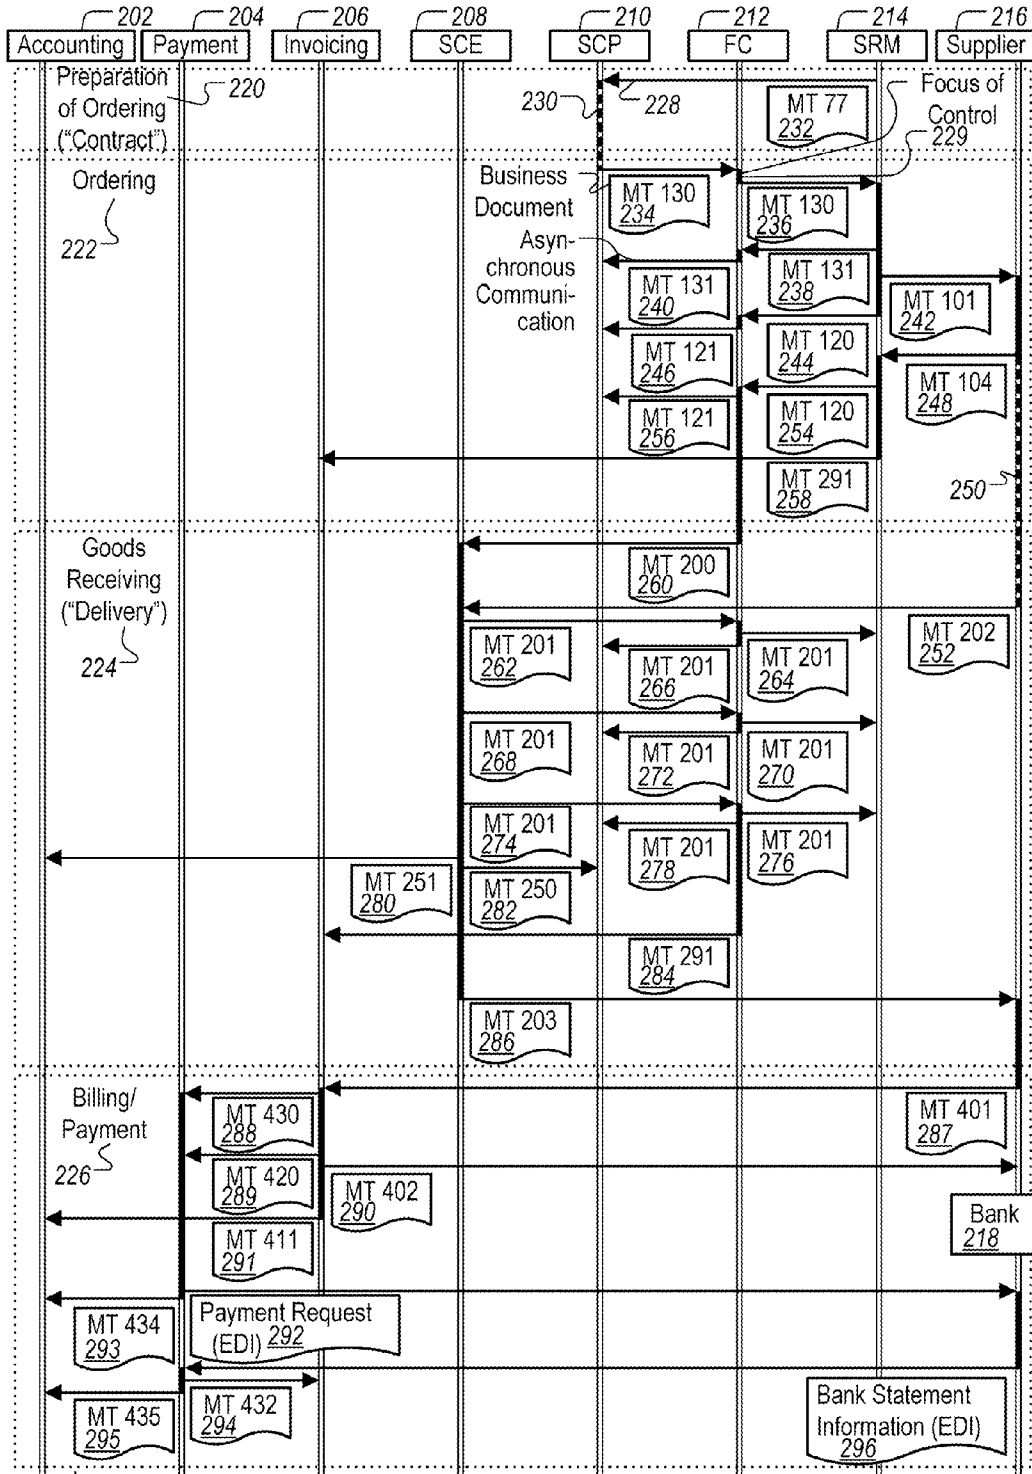 202 204 206 208 210 212 214 216
Accounting Payment Invoicing SCE SCP FC SRM Supplier
Preparation
of Ordering
("Contract")
220
230
228
MT 77
232
Focus of
Control
229
Ordering
222
Business
Document
MT 130
234
MT 130
236
Asyn-
chronous
Communi-
cation
MT 131
240
MT 131
238
MT 101
242
MT 121
246
MT 120
244
MT 104
248
MT 121
256
MT 120
254
MT 291
258
250
Goods
Receiving
("Delivery")
224
MT 200
260
MT 202
252
MT 201
262
MT 201
266
MT 201
264
MT 201
268
MT 201
272
MT 201
270
MT 201
274
MT 201
278
MT 201
276
MT 251
280
MT 250
282
MT 291
284
MT 203
286
Billing/
Payment
226
MT 430
288
MT 401
287
MT 420
289
MT 402
290
MT 411
291
Bank
218
MT 434
293
Payment Request
(EDI) 292
MT 435
295
MT 432
294
Bank Statement
Information (EDI)
296